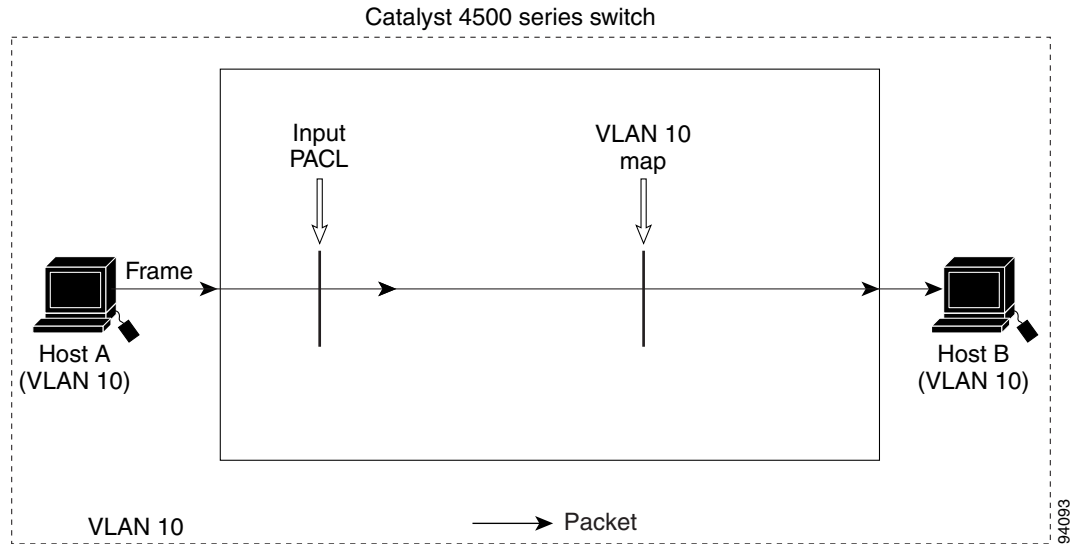 Catalyst 4500 series switch
Input
PACL
VLAN 10
map
Frame
Host A
(VLAN 10)
Host B
(VLAN 10)
VLAN 10
Packet
94093